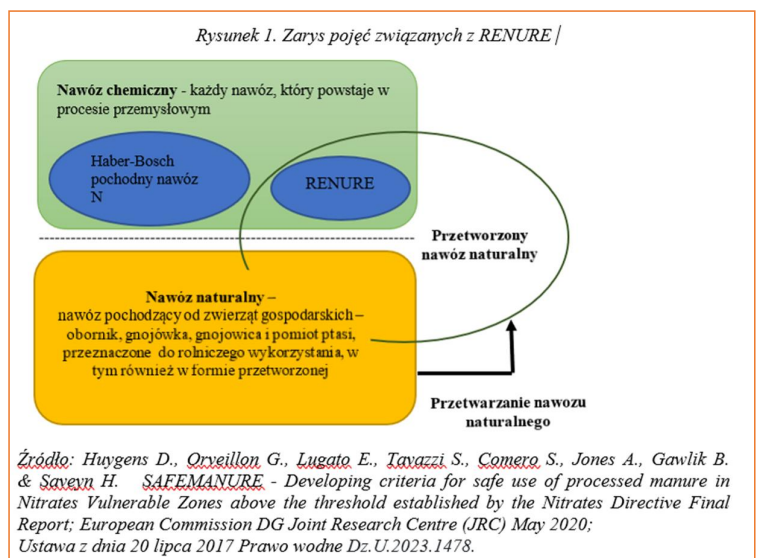 Rysunek 1. Zarys pojęć związanych z RENURE
Nawóz chemiczny - każdy nawóz, który powstaje w
procesie przemysłowym
Haber-Bosch
pochodny nawóz
N
RENURE
Przetworzony
nawóz naturalny
Nawóz naturalny –
nawóz pochodzący od zwierząt gospodarskich –
obornik, gnojówka, gnojowica i pomiot ptasi,
przeznaczone do rolniczego wykorzystania, w
tym również w formie przetworzonej
Przetwarzanie nawozu
naturalnego
Źródło: Huygens D., Orveillon G., Lugato E., Tavazzi S., Comero S., Jones A., Gawlik B.
& Saveyn H. SAFEMANURE - Developing criteria for safe use of processed manure in
Nitrates Vulnerable Zones above the threshold established by the Nitrates Directive Final
Report; European Commission DG Joint Research Centre (JRC) May 2020;
Ustawa z dnia 20 lipca 2017 Prawo wodne Dz.U.2023.1478.